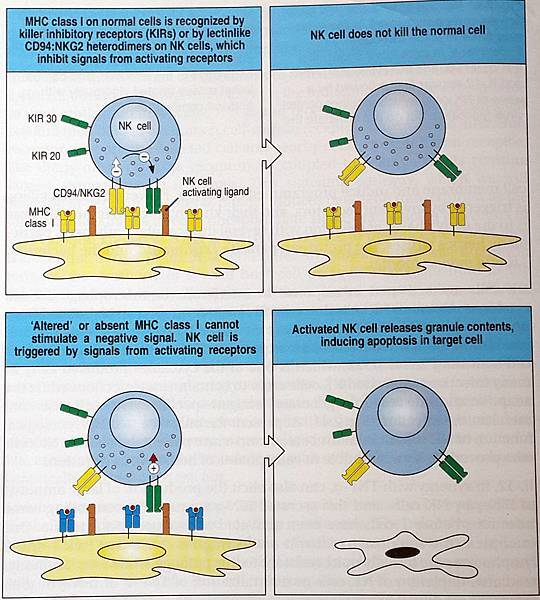 MHC class I on normal cells is recognized by
killer inhibitory receptors (KIRs) or by lectinlike
CD94:NKG2 heterodimers on NK cells, which
inhibit signals from activating receptors
NK cell does not kill the normal cell
KIR 30
NK cell
KIR 20
CD94/NKG2
NK cell
activating ligand
MHC
class I
'Altered' or absent MHC class I cannot
stimulate a negative signal. NK cell is
triggered by signals from activating receptors
Activated NK cell releases granule contents,
inducing apoptosis in target cell